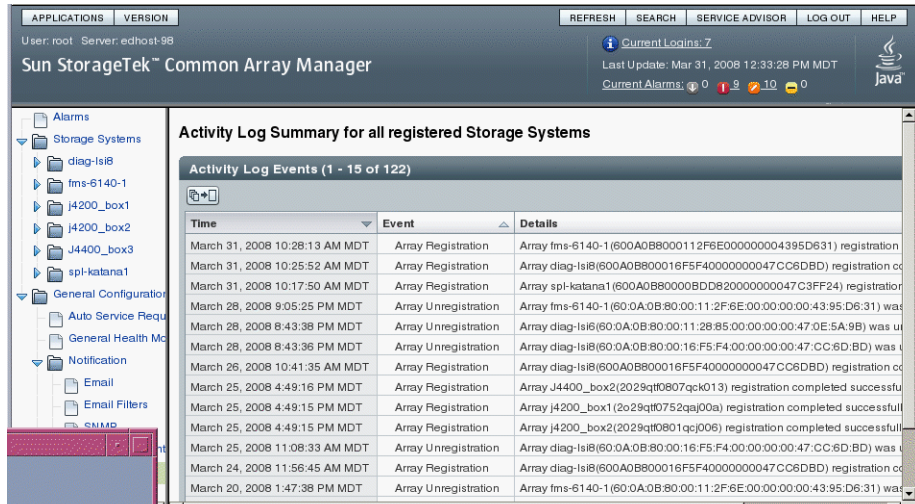 APPLICATIONS VERSION REFRESH SEARCH SERVICE ADVISOR LOG OUT HELP
User: root Server: edhost-98
Current Logins: 7
Sun StorageTek™ Common Array Manager
Last Update: Mar 31, 2008 12:33:28 PM MDT
Current Alarms: 0 9 10 0
Java™
Alarms
Storage Systems
diag-lsi8
fms-6140-1
j4200_box1
j4200_box2
J4400_box3
spl-katana1
General Configuration
Auto Service Requ
General Health Mo
Notification
Email
Email Filters
SNMP
nt
Activity Log Summary for all registered Storage Systems
Activity Log Events (1 - 15 of 122)
Time Event Details
March 31, 2008 10:28:13 AM MDT Array Registration Array fms-6140-1(600A0B8000112F6E000000004395D631) registration
March 31, 2008 10:25:52 AM MDT Array Registration Array diag-lsi8(600A0B800016F5F40000000047CC6DBD) registration co
March 31, 2008 10:17:50 AM MDT Array Registration Array spl-katana1(600A0B80000BDD820000000047C3FF24) registration
March 28, 2008 9:05:25 PM MDT Array Unregistration Array fms-6140-1(60:0A:0B:80:00:11:2F:6E:00:00:00:00:43:95:D6:31) was
March 28, 2008 8:43:38 PM MDT Array Unregistration Array diag-lsi6(60:0A:0B:80:00:11:28:85:00:00:00:00:47:0E:5A:9B) was u
March 28, 2008 8:43:36 PM MDT Array Unregistration Array diag-lsi8(60:0A:0B:80:00:16:F5:F4:00:00:00:00:47:CC:6D:BD) was u
March 26, 2008 10:41:35 AM MDT Array Registration Array diag-lsi8(600A0B800016F5F40000000047CC6DBD) registration co
March 25, 2008 4:49:16 PM MDT Array Registration Array J4400_box2(2029qtf0807qck013) registration completed successfu
March 25, 2008 4:49:15 PM MDT Array Registration Array j4200_box1(2o29qtf0752qaj00a) registration completed successfull
March 25, 2008 4:49:15 PM MDT Array Registration Array j4200_box2(2029qtf0801qcj006) registration completed successfull
March 25, 2008 11:08:33 AM MDT Array Unregistration Array diag-lsi8(60:0A:0B:80:00:16:F5:F4:00:00:00:00:47:CC:6D:BD) was u
March 24, 2008 11:56:45 AM MDT Array Registration Array diag-lsi8(600A0B800016F5F40000000047CC6DBD) registration co
March 20, 2008 1:47:38 PM MDT Array Unregistration Array fms-6140-1(60:0A:0B:80:00:11:2F:6E:00:00:00:00:43:95:D6:31) was